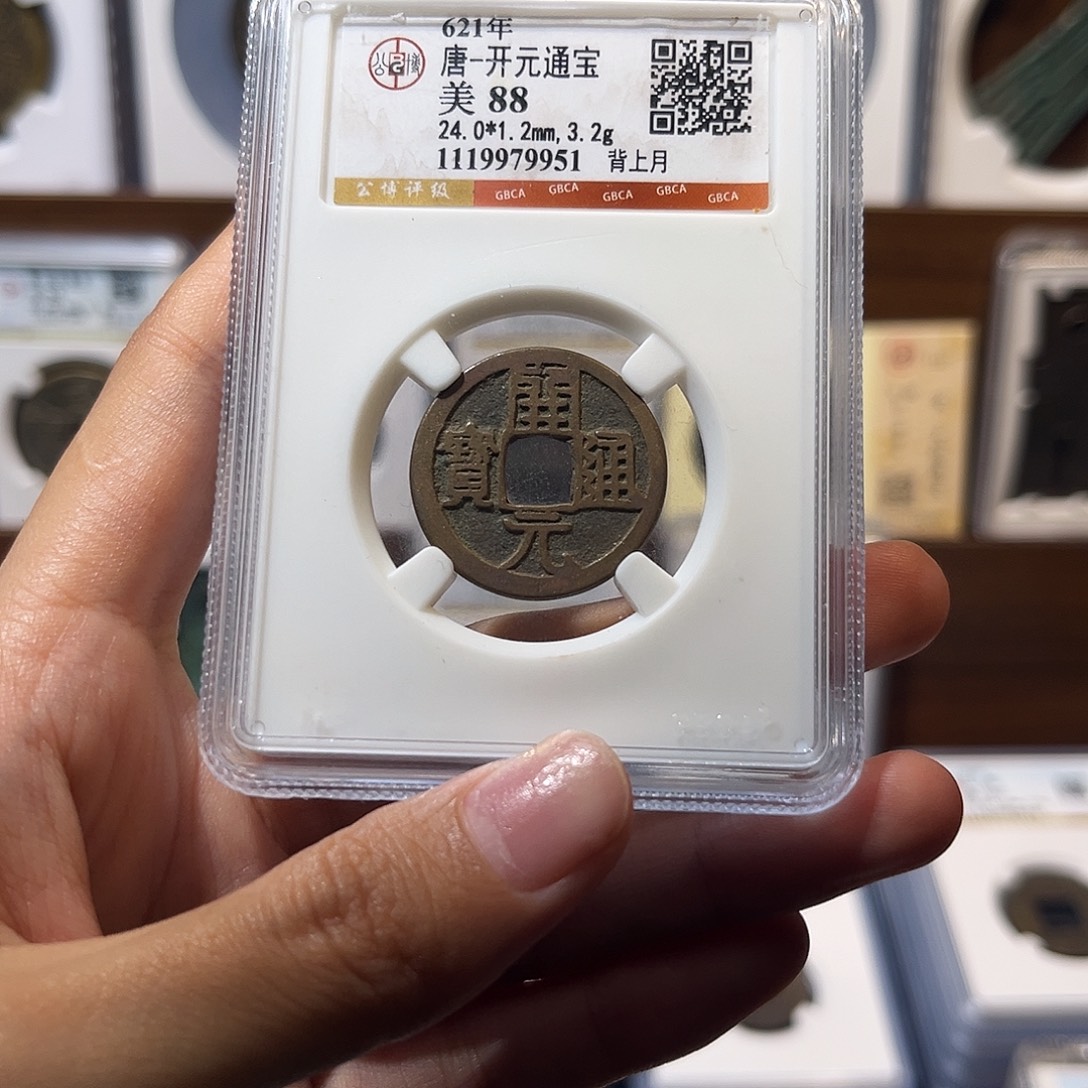 621年
唐-开元通宝
美 88
24.0*1.2mm, 3.2g
1119979951 背上月
公博评级 GBCA GBCA GBCA GBCA GBCA
開
寶 通
元